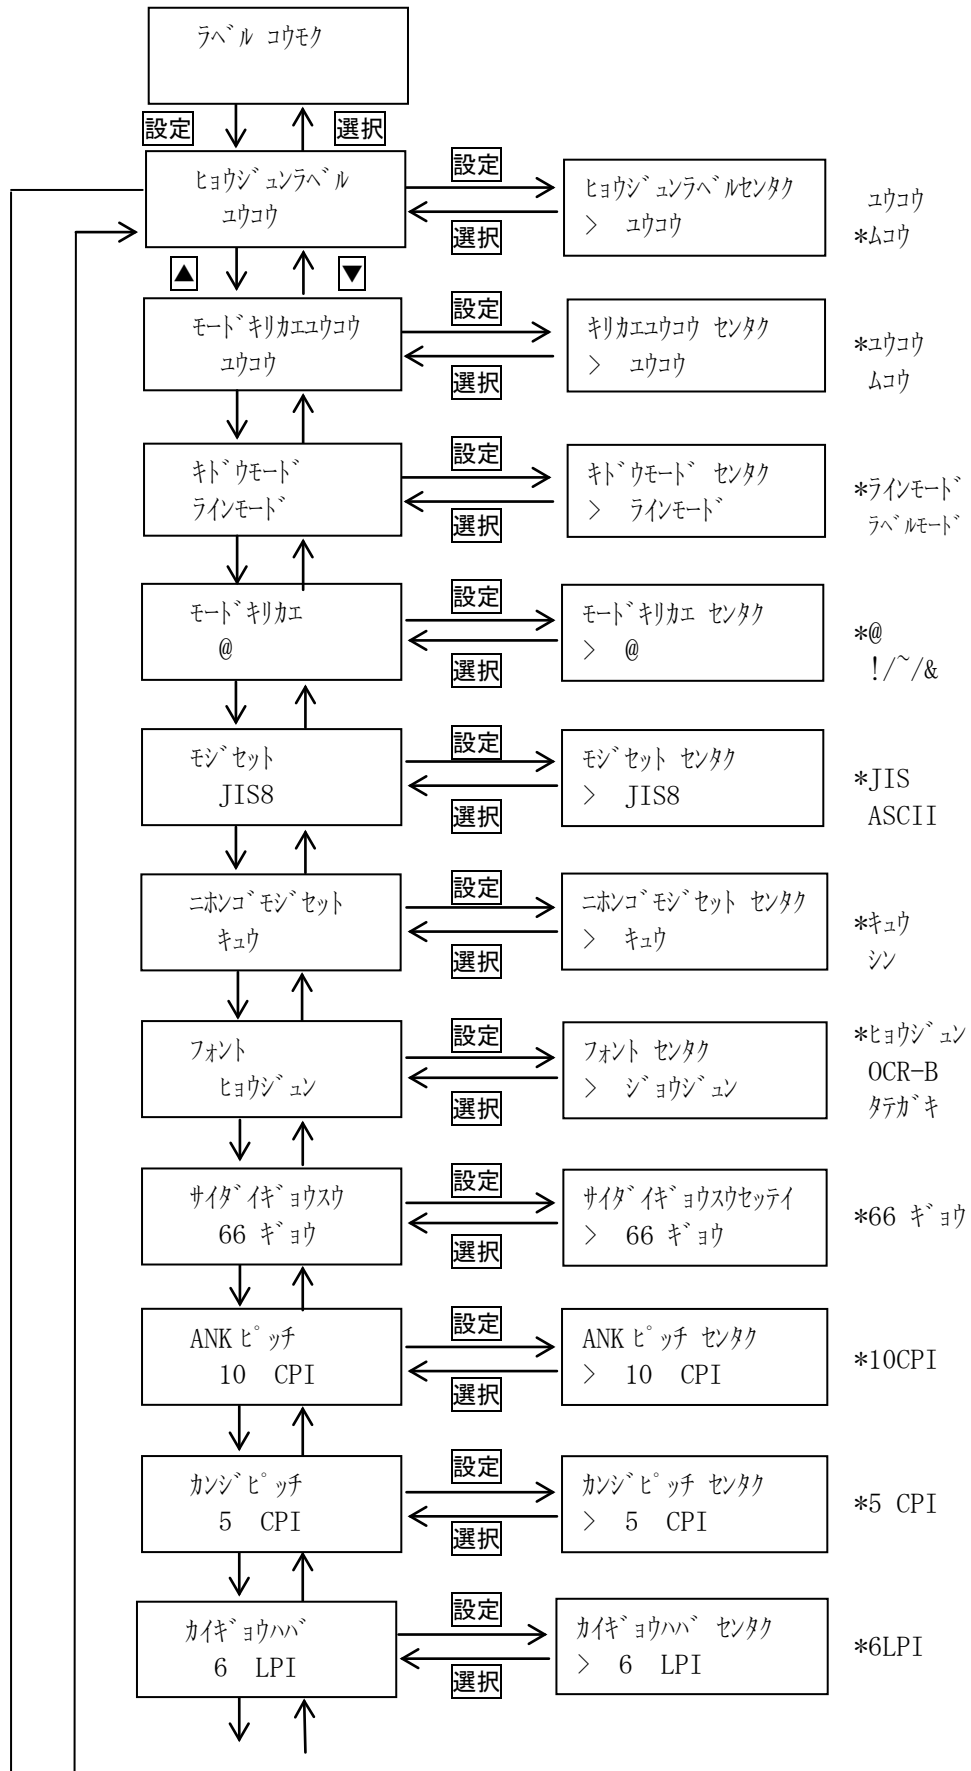 ﾗﾍﾞﾙ ｺｳﾓｸ
設定 選択
ﾋｮｳｼﾞｭﾝﾗﾍﾞﾙ
ﾕｳｺｳ
設定
選択
ﾋｮｳｼﾞｭﾝﾗﾍﾞﾙｾﾝﾀｸ
> ﾕｳｺｳ
ﾕｳｺｳ
*ﾑｺｳ
▲ ▼
ﾓｰﾄﾞｷﾘｶｴﾕｳｺｳ
ﾕｳｺｳ
設定
選択
ｷﾘｶｴﾕｳｺｳ ｾﾝﾀｸ
> ﾕｳｺｳ
*ﾕｳｺｳ
ﾑｺｳ
ｷﾄﾞｳﾓｰﾄﾞ
ﾗｲﾝﾓｰﾄﾞ
設定
選択
ｷﾄﾞｳﾓｰﾄﾞ ｾﾝﾀｸ
> ﾗｲﾝﾓｰﾄﾞ
*ﾗｲﾝﾓｰﾄﾞ
ﾗﾍﾞﾙﾓｰﾄﾞ
ﾓｰﾄﾞｷﾘｶｴ
@
設定
選択
ﾓｰﾄﾞｷﾘｶｴ ｾﾝﾀｸ
> @
*@
!/~/&
ﾓｼﾞｾｯﾄ
JIS8
設定
選択
ﾓｼﾞｾｯﾄ ｾﾝﾀｸ
> JIS8
*JIS
ASCII
ﾆﾎﾝｺﾞﾓｼﾞｾｯﾄ
ｷｭｳ
設定
選択
ﾆﾎﾝｺﾞﾓｼﾞｾｯﾄ ｾﾝﾀｸ
> ｷｭｳ
*ｷｭｳ
ｼﾝ
ﾌｫﾝﾄ
ﾋｮｳｼﾞｭﾝ
設定
選択
ﾌｫﾝﾄ ｾﾝﾀｸ
> ｼﾞｮｳｼﾞｭﾝ
*ﾋｮｳｼﾞｭﾝ
OCR-B
ﾀﾃｶﾞｷ
ｻｲﾀﾞｲｷﾞｮｳｽｳ
66 ｷﾞｮｳ
設定
選択
ｻｲﾀﾞｲｷﾞｮｳｽｳｾｯﾃｲ
> 66 ｷﾞｮｳ
*66 ｷﾞｮｳ
ANKﾋﾟｯﾁ
10 CPI
設定
選択
ANKﾋﾟｯﾁ ｾﾝﾀｸ
> 10 CPI
*10CPI
ｶﾝｼﾞﾋﾟｯﾁ
5 CPI
設定
選択
ｶﾝｼﾞﾋﾟｯﾁ ｾﾝﾀｸ
> 5 CPI
*5 CPI
ｶｲｷﾞｮｳﾊﾊﾞ
6 LPI
設定
選択
ｶｲｷﾞｮｳﾊﾊﾞ ｾﾝﾀｸ
> 6 LPI
*6LPI